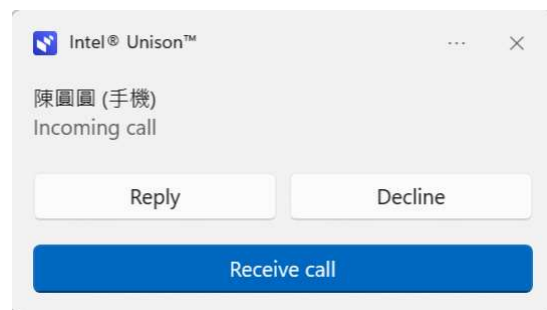 Intel® Unison™
陳圓圓 (手機)
Incoming call
Reply
Decline
Receive call